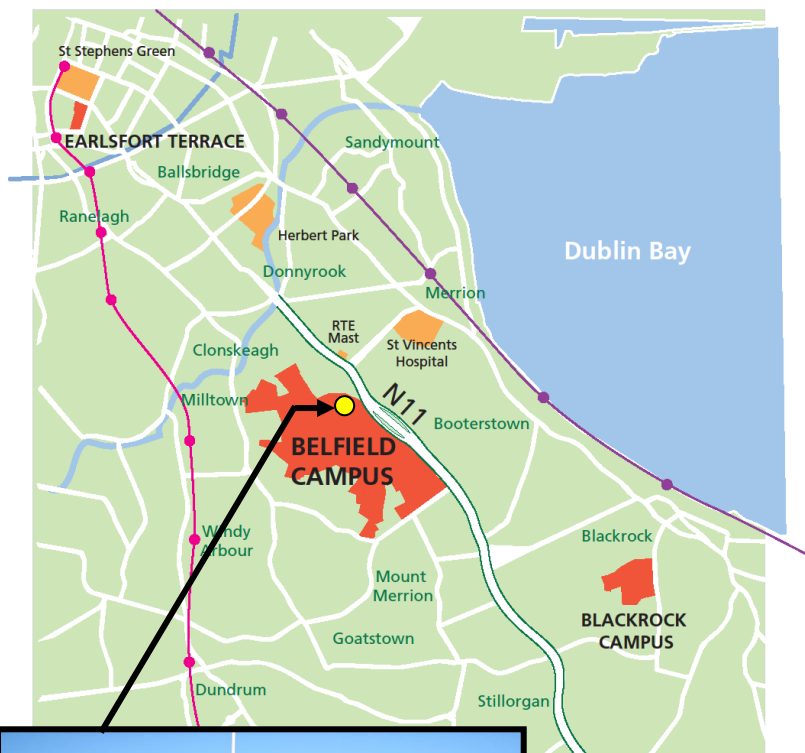 St Stephens Green
EARLSFORT TERRACE
Sandymount
Ballsbridge
Ranelagh
Herbert Park
Dublin Bay
Donnyrook
Merrion
RTE
Mast
St Vincents
Hospital
Clonskeagh
Milltown
N11
Booterstown
BELFIELD
CAMPUS
Windy
Arbour
Blackrock
Mount
Merrion
BLACKROCK
CAMPUS
Goatstown
Dundrum
Stillorgan